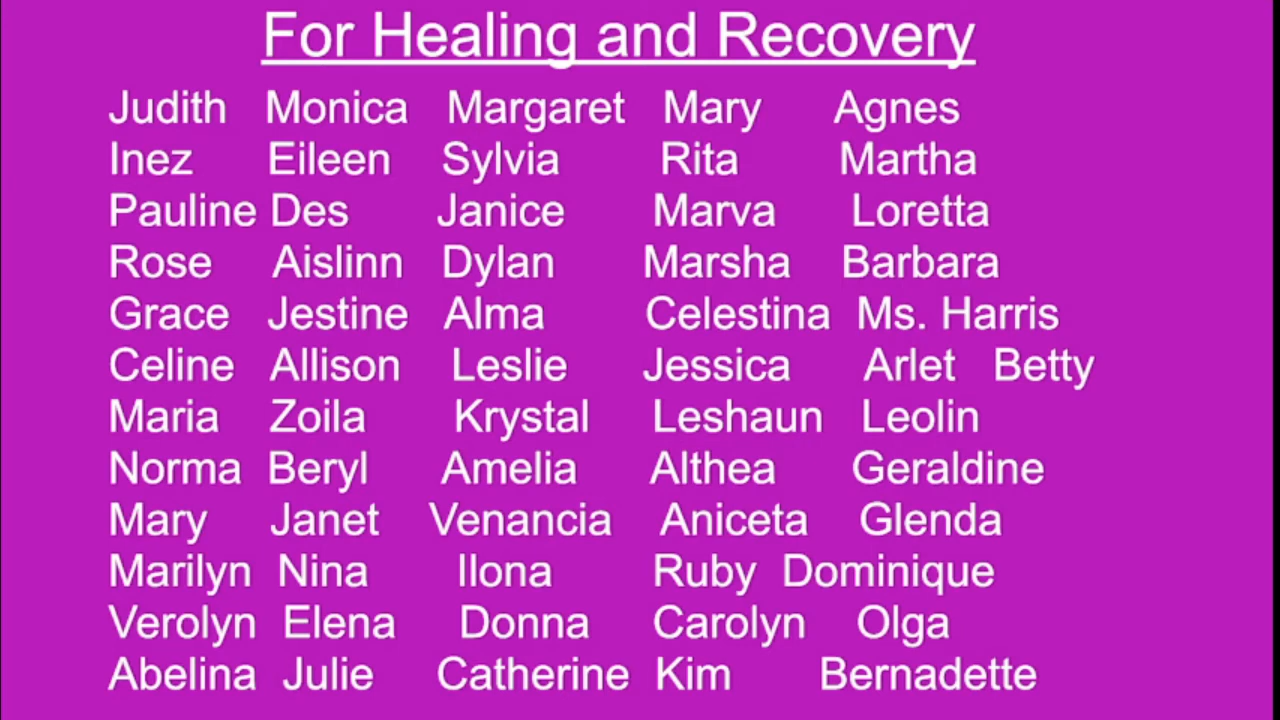 For Healing and Recovery
Judith Monica Margaret Mary Agnes
Inez Eileen Sylvia Rita Martha
Pauline Des Janice Marva Loretta
Rose Aislinn Dylan Marsha Barbara
Grace Jestine Alma Celestina Ms. Harris
Celine Allison Leslie Jessica Arlet Betty
Maria Zoila Krystal Leshaun Leolin
Norma Beryl Amelia Althea Geraldine
Mary Janet Venancia Aniceta Glenda
Marilyn Nina Ilona Ruby Dominique
Verolyn Elena Donna Carolyn Olga
Abelina Julie Catherine Kim Bernadette